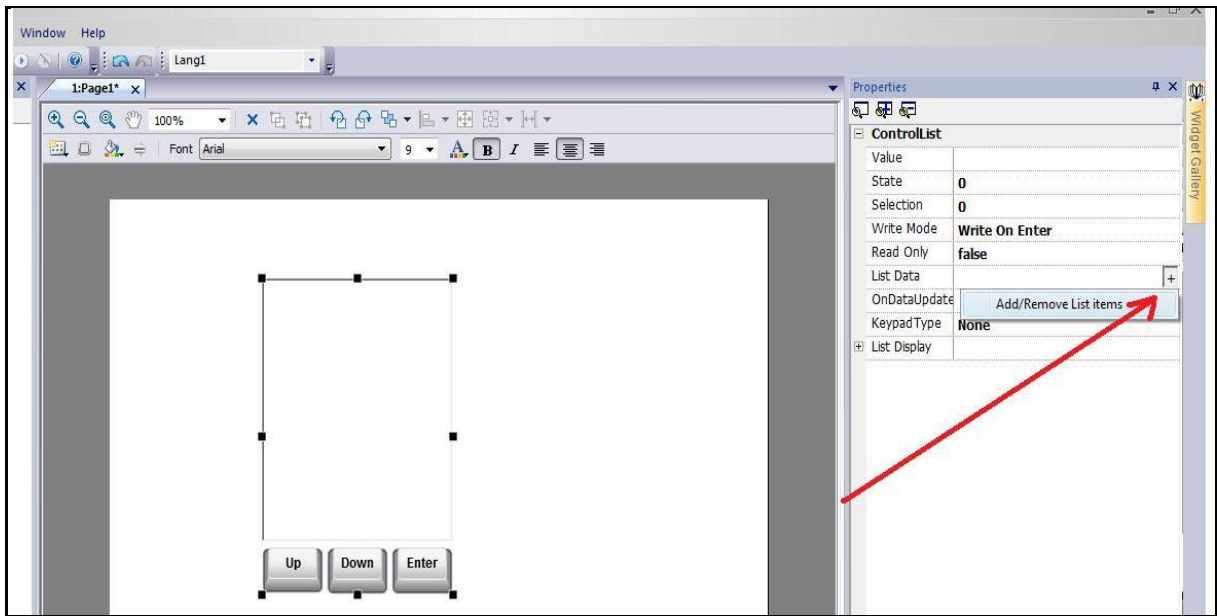 Window Help
Lang1
1:Page1* x
Properties
100%
Font Arial 9 A B I
ControlList
Value
State 0
Selection 0
Write Mode Write On Enter
Read Only false
List Data +
OnDataUpdate Add/Remove List items
KeypadType None
List Display
Widget Gallery
Up Down Enter